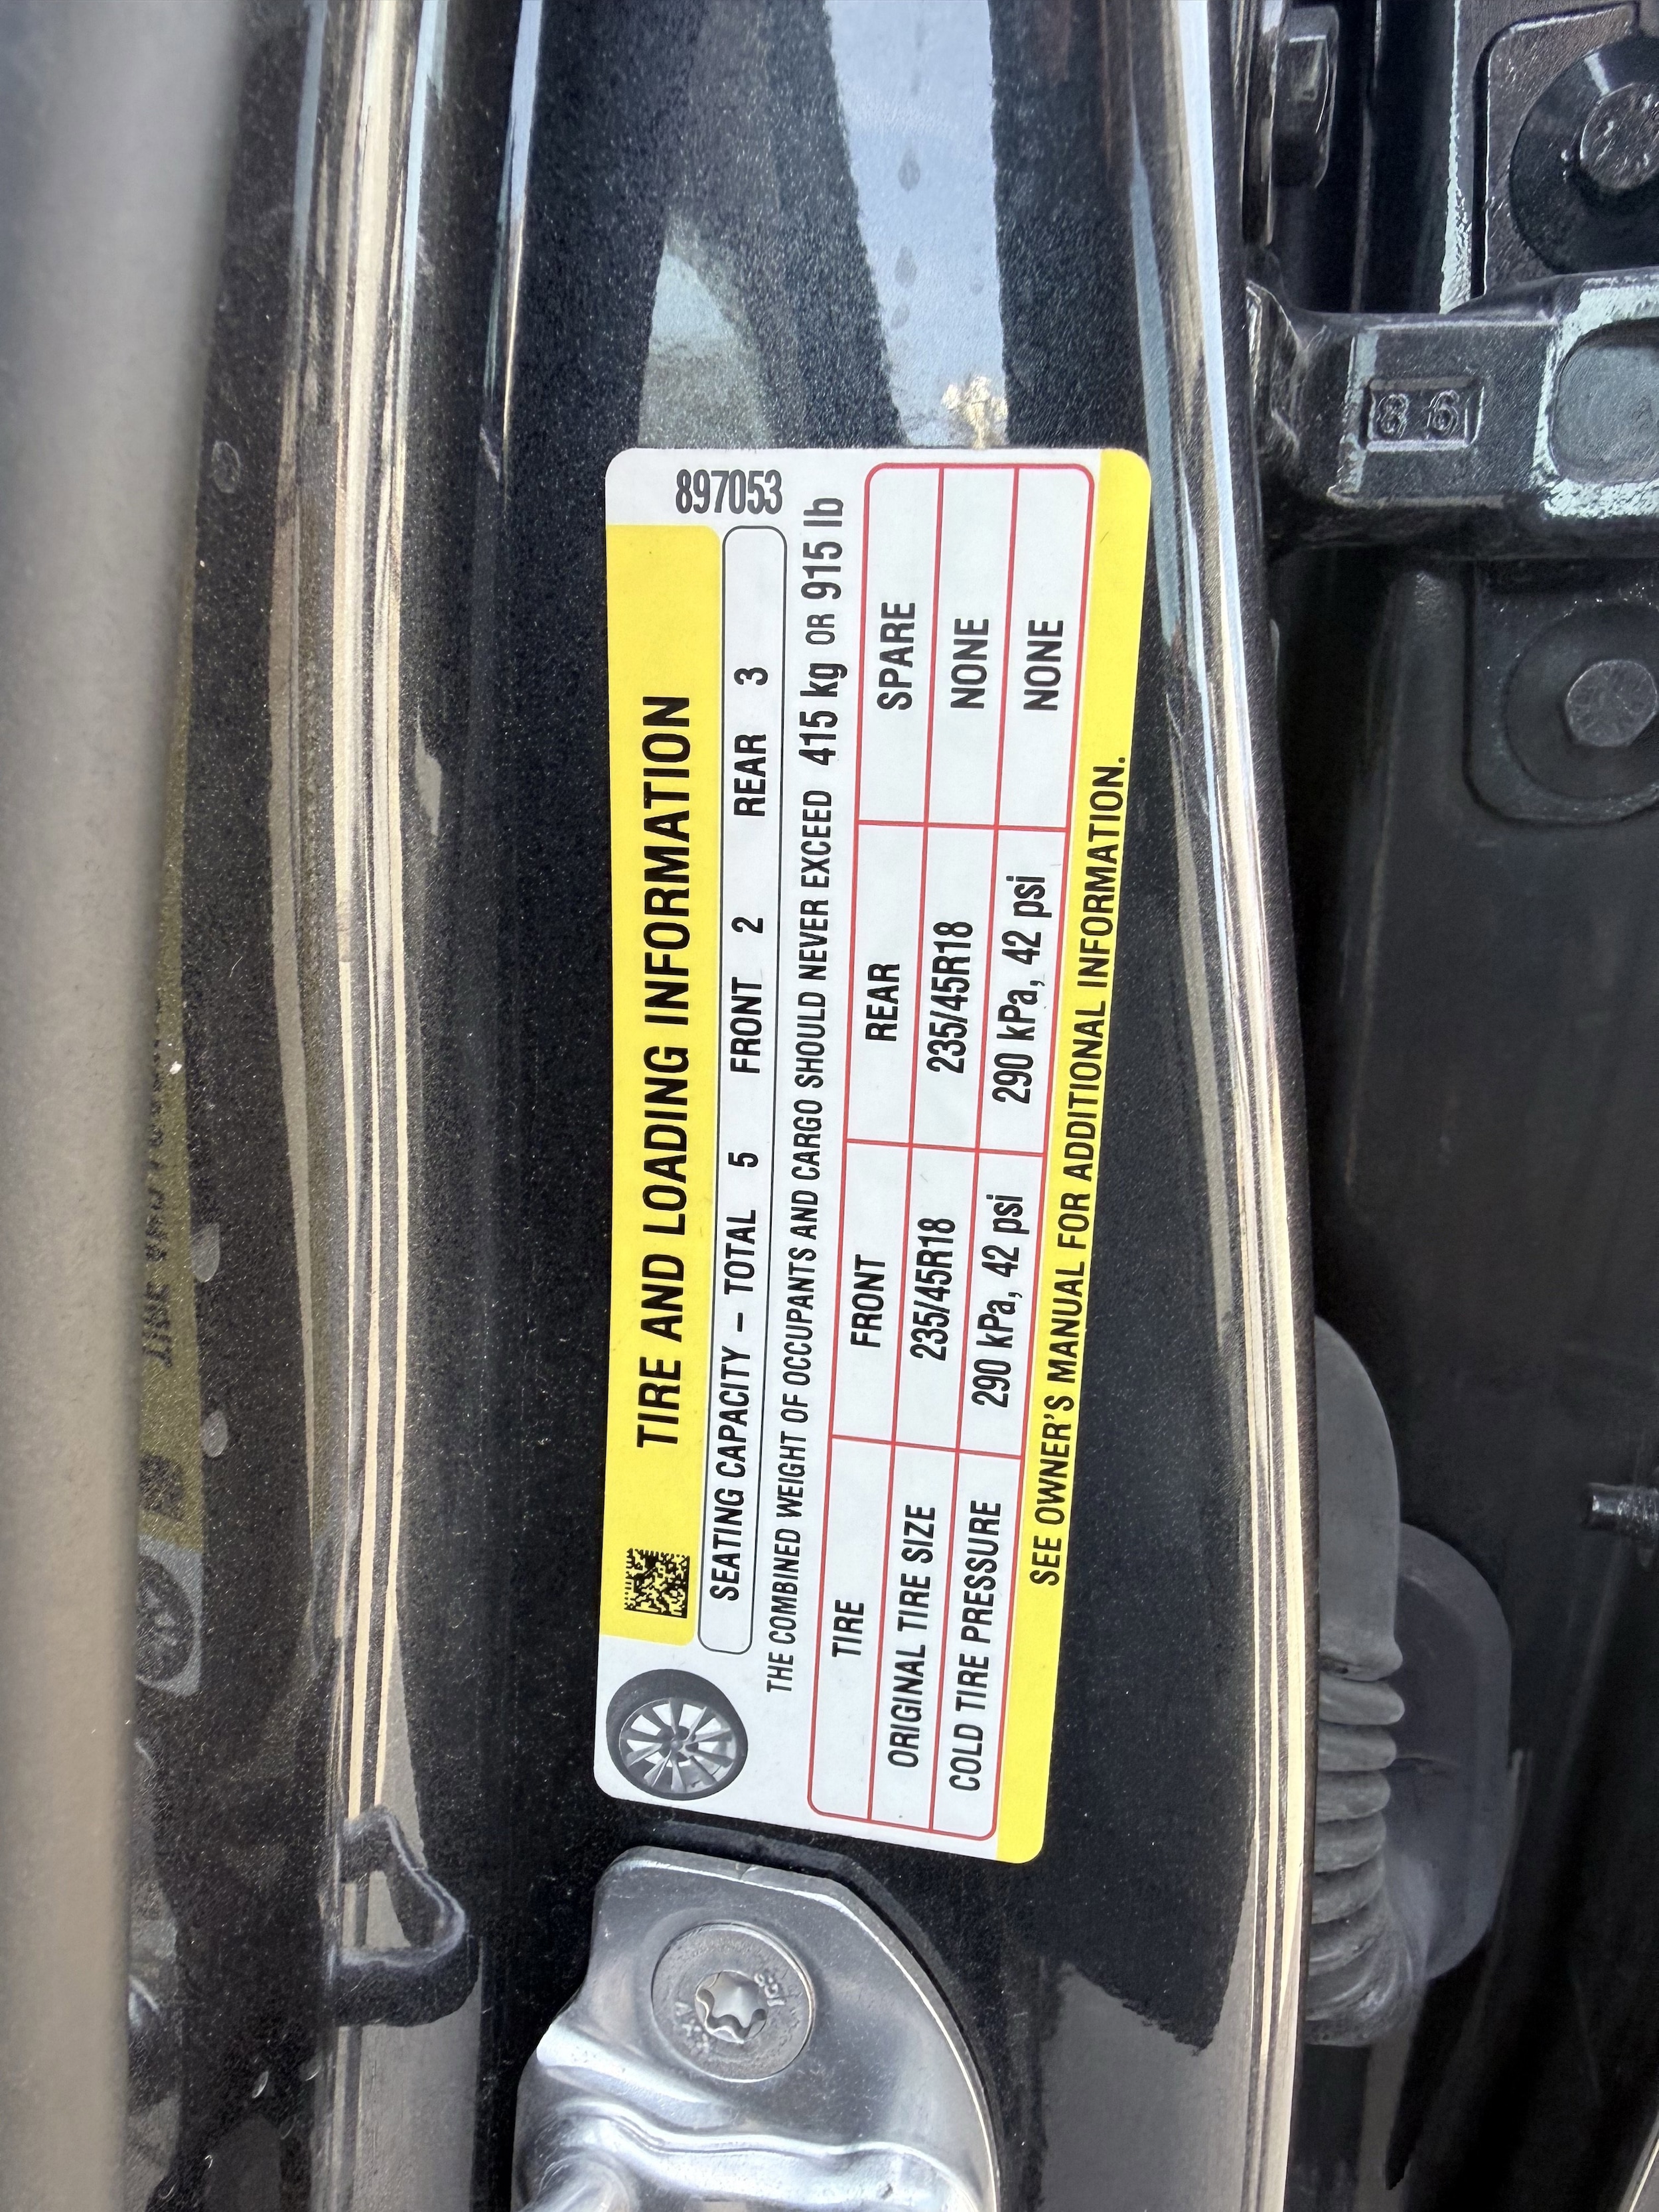 897053
TIRE AND LOADING INFORMATION
SEATING CAPACITY – TOTAL 5 FRONT 2 REAR 3
THE COMBINED WEIGHT OF OCCUPANTS AND CARGO SHOULD NEVER EXCEED 415 kg OR 915 lb
TIRE FRONT REAR SPARE
ORIGINAL TIRE SIZE 235/45R18 235/45R18 NONE
COLD TIRE PRESSURE 290 kPa, 42 psi 290 kPa, 42 psi NONE
SEE OWNER'S MANUAL FOR ADDITIONAL INFORMATION.